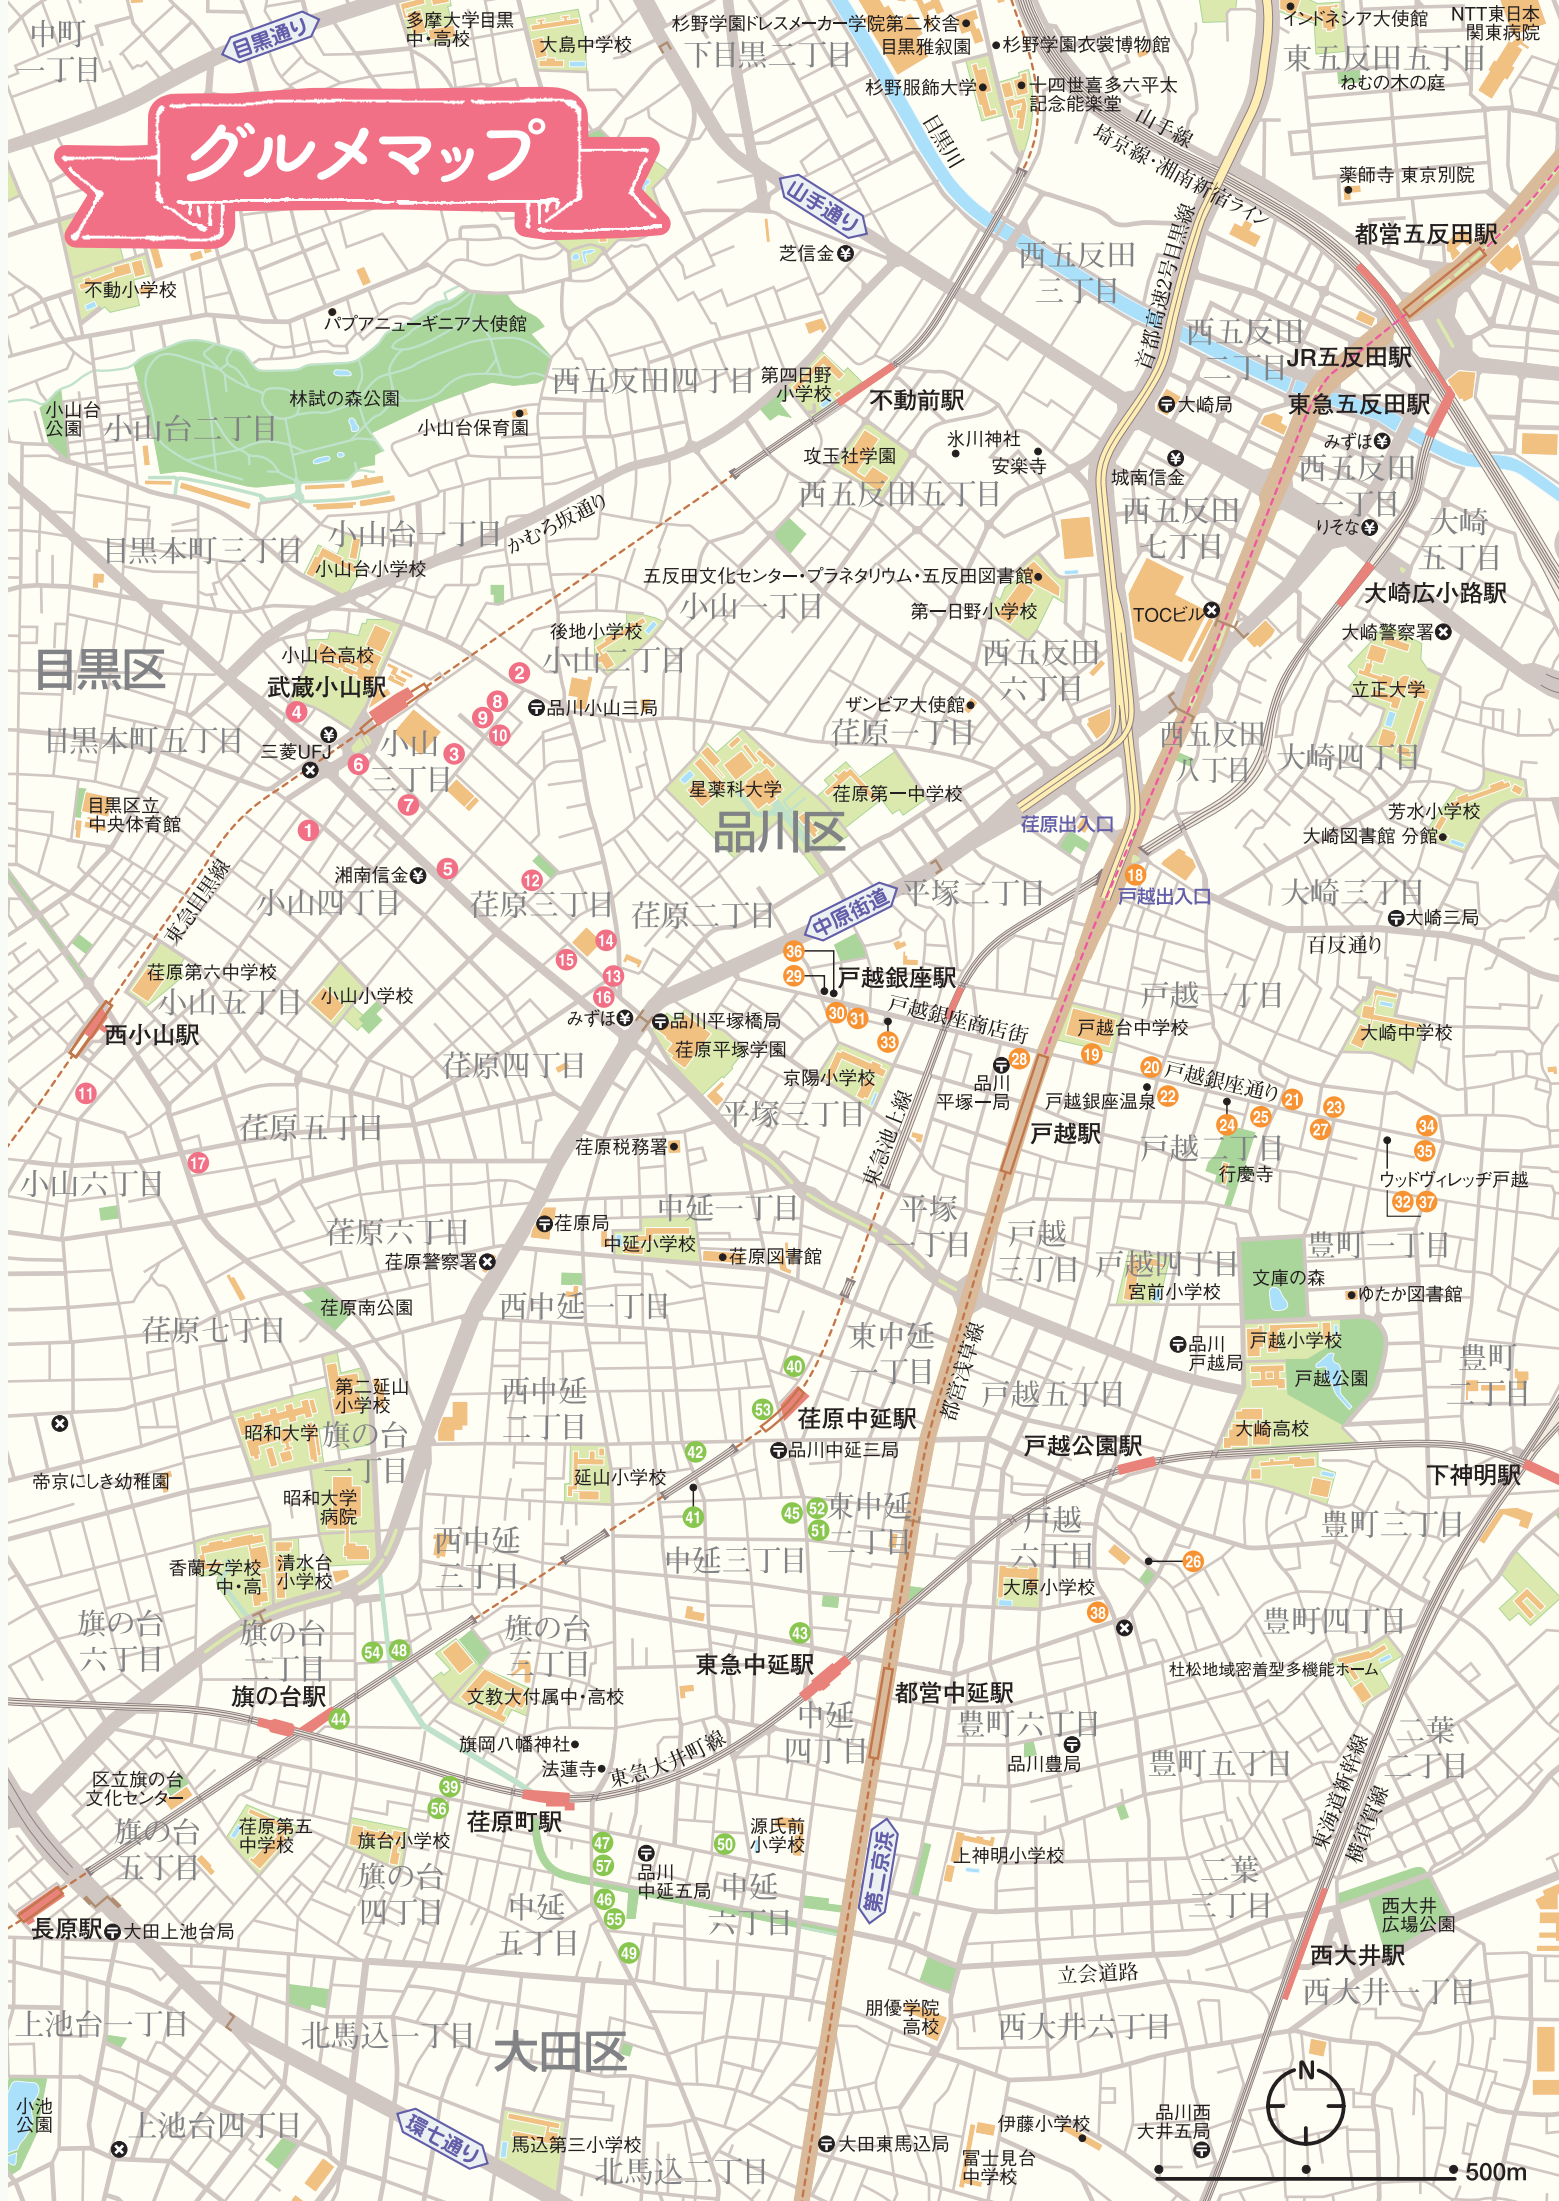 グルメマップ
中町
一丁目
目黒通り
多摩大学目黒
中・高校
大島中学校
杉野学園ドレスメーカー学院第二校舎
下目黒二丁目
目黒雅叙園
杉野学園衣裳博物館
杉野服飾大学
十四世喜多六平太
記念能楽堂
目黒川
山手線
埼京線・湘南新宿ライン
インドネシア大使館
NTT東日本
関東病院
東五反田五丁目
ねむの木の庭
薬師寺 東京別院
都営五反田駅
山手通り
芝信金
西五反田
三丁目
首都高速2号目黒線
西五反田
二丁目
JR五反田駅
東急五反田駅
不動小学校
パプアニューギニア大使館
林試の森公園
小山台
公園
小山台二丁目
小山台保育園
西五反田四丁目
第四日野
小学校
不動前駅
大崎局
みずほ
氷川神社
安楽寺
攻玉社学園
西五反田五丁目
城南信金
西五反田
一丁目
西五反田
七丁目
りそな
大崎
五丁目
目黒本町三丁目
小山台一丁目
かむろ坂通り
小山台小学校
五反田文化センター・プラネタリウム・五反田図書館
小山一丁目
第一日野小学校
TOCビル
大崎広小路駅
大崎警察署
後地小学校
小山二丁目
西五反田
六丁目
立正大学
目黒区
小山台高校
武蔵小山駅
2
4
8
9
10
品川小山三局
ザンビア大使館
荏原一丁目
目黒本町五丁目
三菱UFJ
小山
三丁目
3
6
7
西五反田
八丁目
大崎四丁目
星薬科大学
荏原第一中学校
目黒区立
中央体育館
1
品川区
荏原出入口
芳水小学校
大崎図書館 分館
東急目黒線
湘南信金
5
12
小山四丁目
荏原三丁目
荏原二丁目
中原街道
平塚二丁目
18
戸越出入口
大崎三丁目
大崎三局
百反通り
14
15
13
16
36
29
戸越銀座駅
荏原第六中学校
小山五丁目
小山小学校
みずほ
品川平塚橋局
荏原平塚学園
30
31
33
戸越銀座商店街
戸越一丁目
戸越台中学校
大崎中学校
西小山駅
荏原四丁目
京陽小学校
28
19
20
22
戸越銀座通り
21
23
品川
平塚一局
戸越銀座温泉
24
25
27
34
35
11
平塚三丁目
東急池上線
戸越駅
戸越二丁目
行慶寺
ウッドヴィレッヂ戸越
32
37
荏原五丁目
荏原税務署
17
小山六丁目
中延一丁目
平塚
一丁目
荏原六丁目
荏原局
中延小学校
荏原図書館
荏原警察署
戸越
三丁目
戸越四丁目
宮前小学校
豊町一丁目
文庫の森
ゆたか図書館
荏原南公園
西中延一丁目
荏原七丁目
東中延
一丁目
都営浅草線
品川
戸越局
戸越小学校
戸越公園
豊町
二丁目
40
第二延山
小学校
西中延
二丁目
戸越五丁目
53
荏原中延駅
昭和大学
旗の台
一丁目
42
品川中延三局
大崎高校
戸越公園駅
下神明駅
帝京にしき幼稚園
延山小学校
昭和大学
病院
41
45
52
51
東中延
二丁目
戸越
六丁目
豊町三丁目
西中延
三丁目
中延三丁目
26
香蘭女学校
中・高
清水台
小学校
大原小学校
38
旗の台
六丁目
旗の台
二丁目
旗の台
三丁目
54
48
43
豊町四丁目
杜松地域密着型多機能ホーム
東急中延駅
旗の台駅
44
文教大付属中・高校
都営中延駅
中延
四丁目
豊町六丁目
品川豊局
豊町五丁目
二葉
二丁目
旗岡八幡神社
法蓮寺
東急大井町線
区立旗の台
文化センター
39
56
荏原町駅
東海道新幹線
横須賀線
旗の台
五丁目
荏原第五
中学校
旗台小学校
旗の台
四丁目
47
57
50
源氏前
小学校
品川
中延五局
第二京浜
上神明小学校
46
55
中延
五丁目
中延
六丁目
49
二葉
三丁目
西大井
広場公園
長原駅
大田上池台局
立会道路
西大井駅
西大井一丁目
上池台一丁目
北馬込一丁目
大田区
朋優学院
高校
西大井六丁目
小池
公園
上池台四丁目
環七通り
馬込第三小学校
北馬込二丁目
大田東馬込局
伊藤小学校
冨士見台
中学校
品川西
大井五局
N
500m